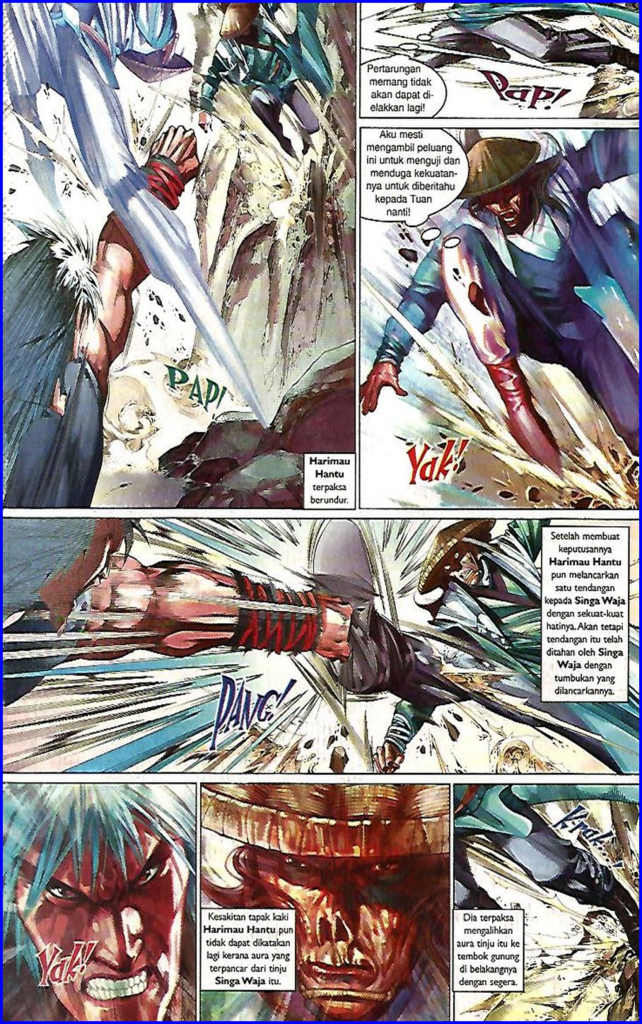 PAP!
Harimau
Hantu
terpaksa
berundur.
Pertarungan
memang tidak
akan dapat di-
elakkan lagi!
Pap!
Aku mesti
mengambil peluang
ini untuk menguji dan
menduga kekuatan-
nya untuk diberitahu
kepada Tuan
nanti!
Yak!
PANG!
Setelah membuat
keputusannya
Harimau Hantu
pun melancarkan
satu tendangan
kepada Singa Waja
dengan sekuat-kuat
hatinya. Akan tetapi
tendangan itu telah
ditahan oleh Singa
Waja dengan
tumbukan yang
dilancarkannya.
Yak!
Kesakitan tapak kaki
Harimau Hantu pun
tidak dapat dikatakan
lagi kerana aura yang
terpancar dari tinju
Singa Waja itu.
Krak!
Dia terpaksa
mengalihkan
aura tinju itu ke
tembok gunung
di belakangnya
dengan segera.